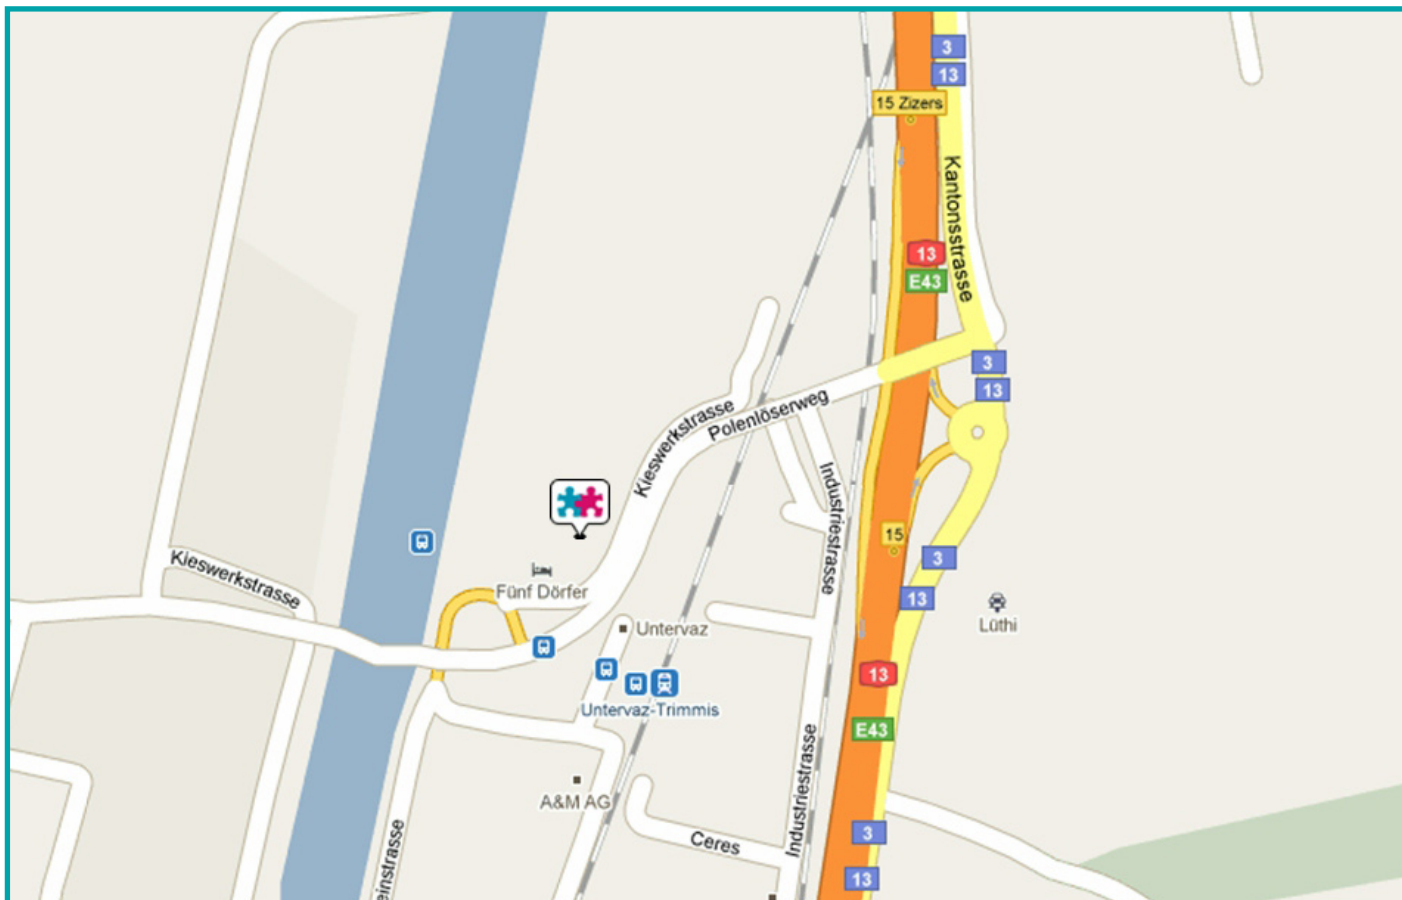 3
13
15 Zizers
Kantonsstrasse
13
E43
3
13
Kieswerkstrasse
Polenlöserweg
Industriestrasse
15
Kieswerkstrasse
3
Fünf Dörfer
13
Lüthi
Untervaz
13
Untervaz-Trimmis
E43
Industriestrasse
A&M AG
3
Ceres
einstrasse
13